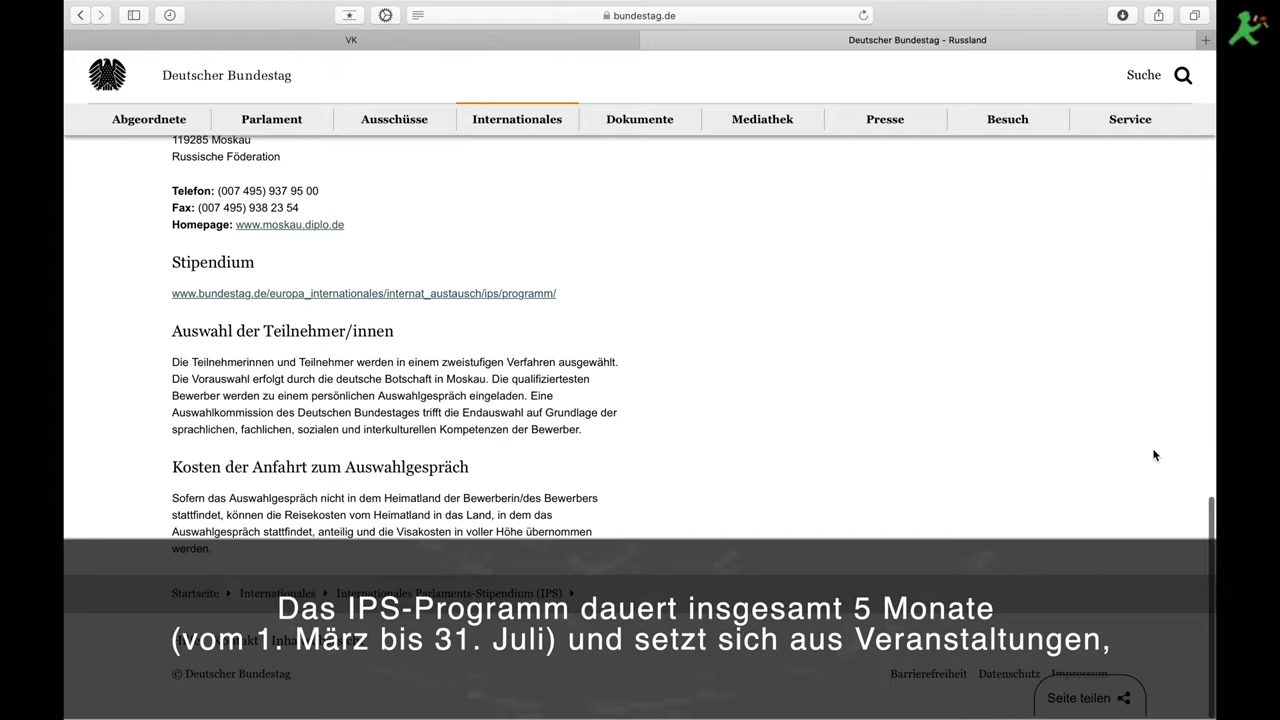 bundestag.de
VK
Deutscher Bundestag - Russland
Deutscher Bundestag
Suche
Abgeordnete
Parlament
Ausschüsse
Internationales
Dokumente
Mediathek
Presse
Besuch
Service
119285 Moskau
Russische Föderation
Telefon: (007 495) 937 95 00
Fax: (007 495) 938 23 54
Homepage: www.moskau.diplo.de
Stipendium
www.bundestag.de/europa_internationales/internat_austausch/ips/programm/
Auswahl der Teilnehmer/innen
Die Teilnehmerinnen und Teilnehmer werden in einem zweistufigen Verfahren ausgewählt.
Die Vorauswahl erfolgt durch die deutsche Botschaft in Moskau. Die qualifiziertesten
Bewerber werden zu einem persönlichen Auswahlgespräch eingeladen. Eine
Auswahlkommission des Deutschen Bundestages trifft die Endauswahl auf Grundlage der
sprachlichen, fachlichen, sozialen und interkulturellen Kompetenzen der Bewerber.
Kosten der Anfahrt zum Auswahlgespräch
Sofern das Auswahlgespräch nicht in dem Heimatland der Bewerberin/des Bewerbers
stattfindet, können die Reisekosten vom Heimatland in das Land, in dem das
Auswahlgespräch stattfindet, anteilig und die Visakosten in voller Höhe übernommen
werden.
Startseite
Internationales
Internationales Parlaments-Stipendium (IPS)
Das IPS-Programm dauert insgesamt 5 Monate
(vom 1. März bis 31. Juli) und setzt sich aus Veranstaltungen,
© Deutscher Bundestag
Barrierefreiheit
Datenschutz
Impressum
Seite teilen